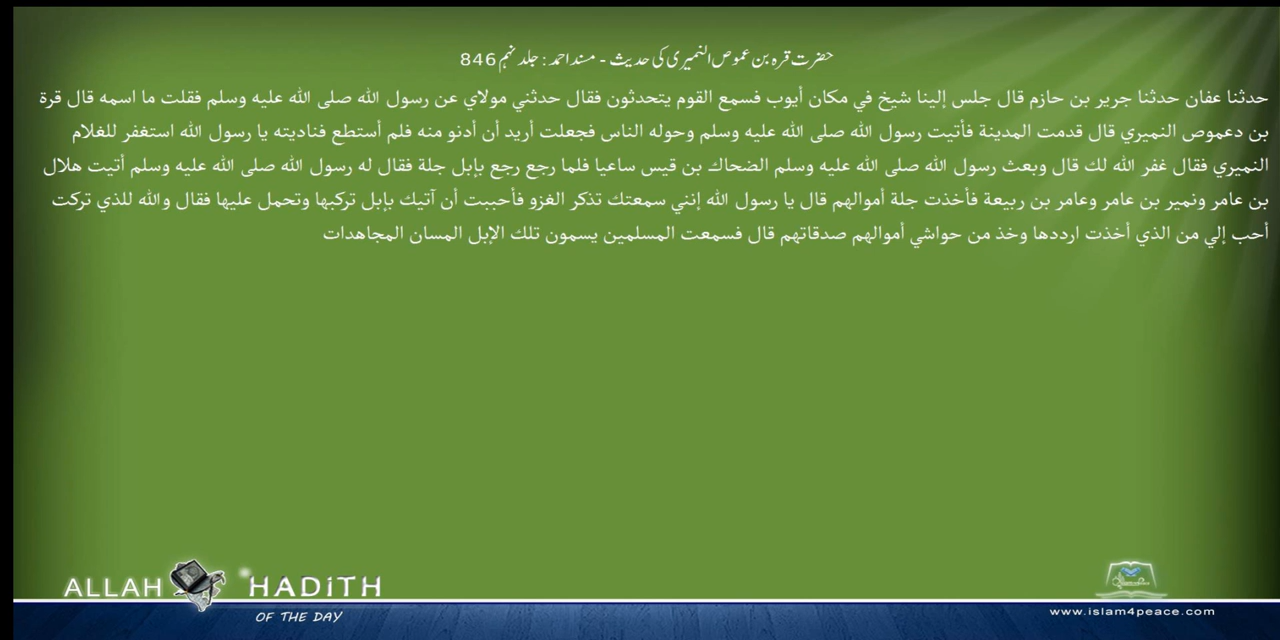 حضرت قرہ بن عموص النمیری کی حدیث - مسند احمد : جلد نہم 846
حدثنا عفان حدثنا جرير بن حازم قال جلس إلينا شيخ في مكان أيوب فسمع القوم يتحدثون فقال حدثني مولاي عن رسول الله صلى الله عليه وسلم فقلت ما اسمه قال قرة
بن دعموص النميري قال قدمت المدينة فأتيت رسول الله صلى الله عليه وسلم وحوله الناس فجعلت أريد أن أدنو منه فلم أستطع فناديته يا رسول الله استغفر للغلام
النميري فقال غفر الله لك قال وبعث رسول الله صلى الله عليه وسلم الضحاك بن قيس ساعيا فلما رجع رجع بإبل جلة فقال له رسول الله صلى الله عليه وسلم أتيت هلال
بن عامر ونمير بن عامر وعامر بن ربيعة فأخذت جلة أموالهم قال يا رسول الله إنني سمعتك تذكر الغزو فأحببت أن آتيك بإبل تركبها وتحمل عليها فقال والله للذي تركت
أحب إلي من الذي أخذت ارددها وخذ من حواشي أموالهم صدقاتهم قال فسمعت المسلمين يسمون تلك الإبل المسان المجاهدات
ALLAH HADITH
OF THE DAY
www.islam4peace.com